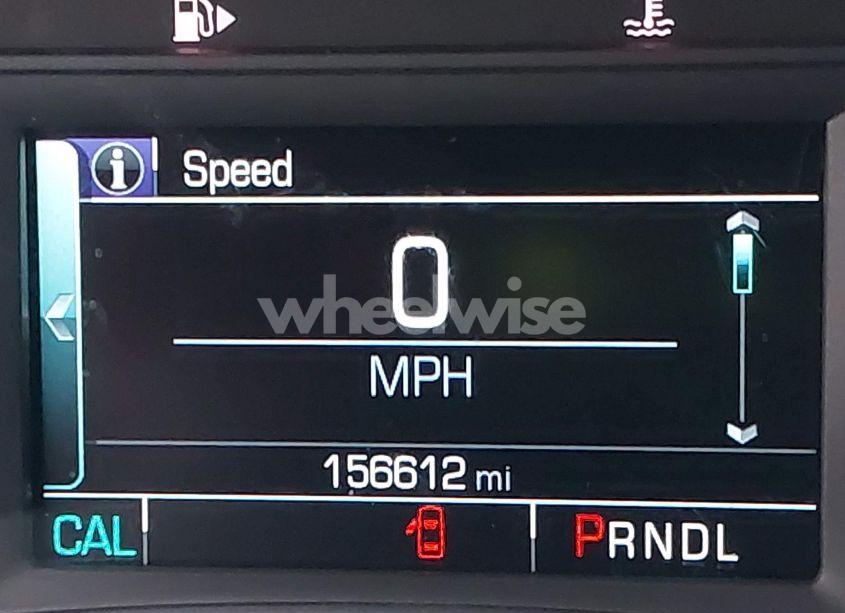 Speed
0
wheelwise
MPH
156612 mi
CAL
PRNDL